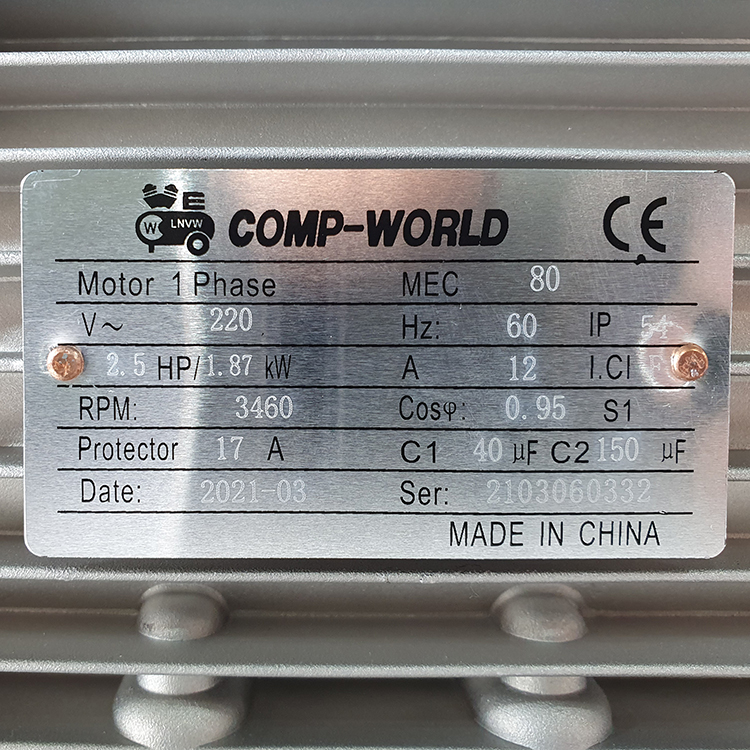 E
W LNVW COMP-WORLD CE
Motor 1 Phase MEC 80
V~ 220 Hz: 60 IP 54
2.5 HP/1.87 kW A 12 I.Cl F
RPM: 3460 Cosφ: 0.95 S1
Protector 17 A C1 40 μF C2 150 μF
Date: 2021-03 Ser: 2103060332
MADE IN CHINA